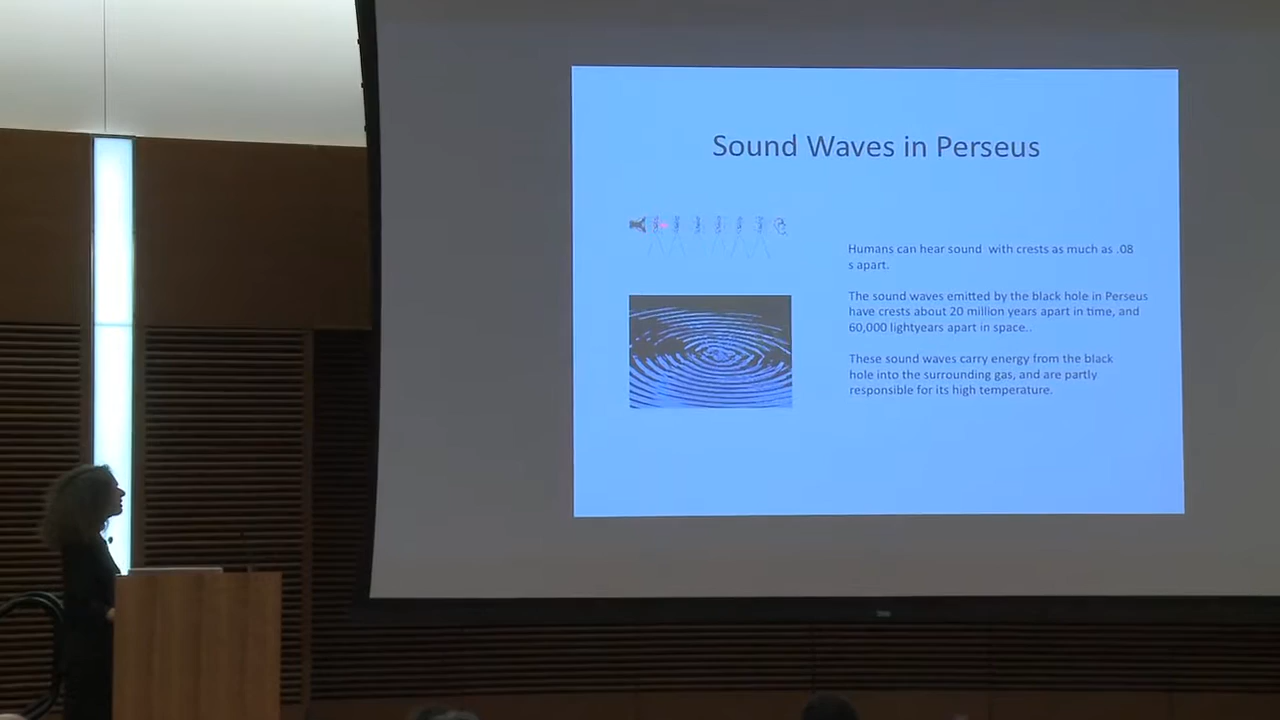 Sound Waves in Perseus
Humans can hear sound with crests as much as .08
s apart.
The sound waves emitted by the black hole in Perseus
have crests about 20 million years apart in time, and
60,000 lightyears apart in space..
These sound waves carry energy from the black
hole into the surrounding gas, and are partly
responsible for its high temperature.